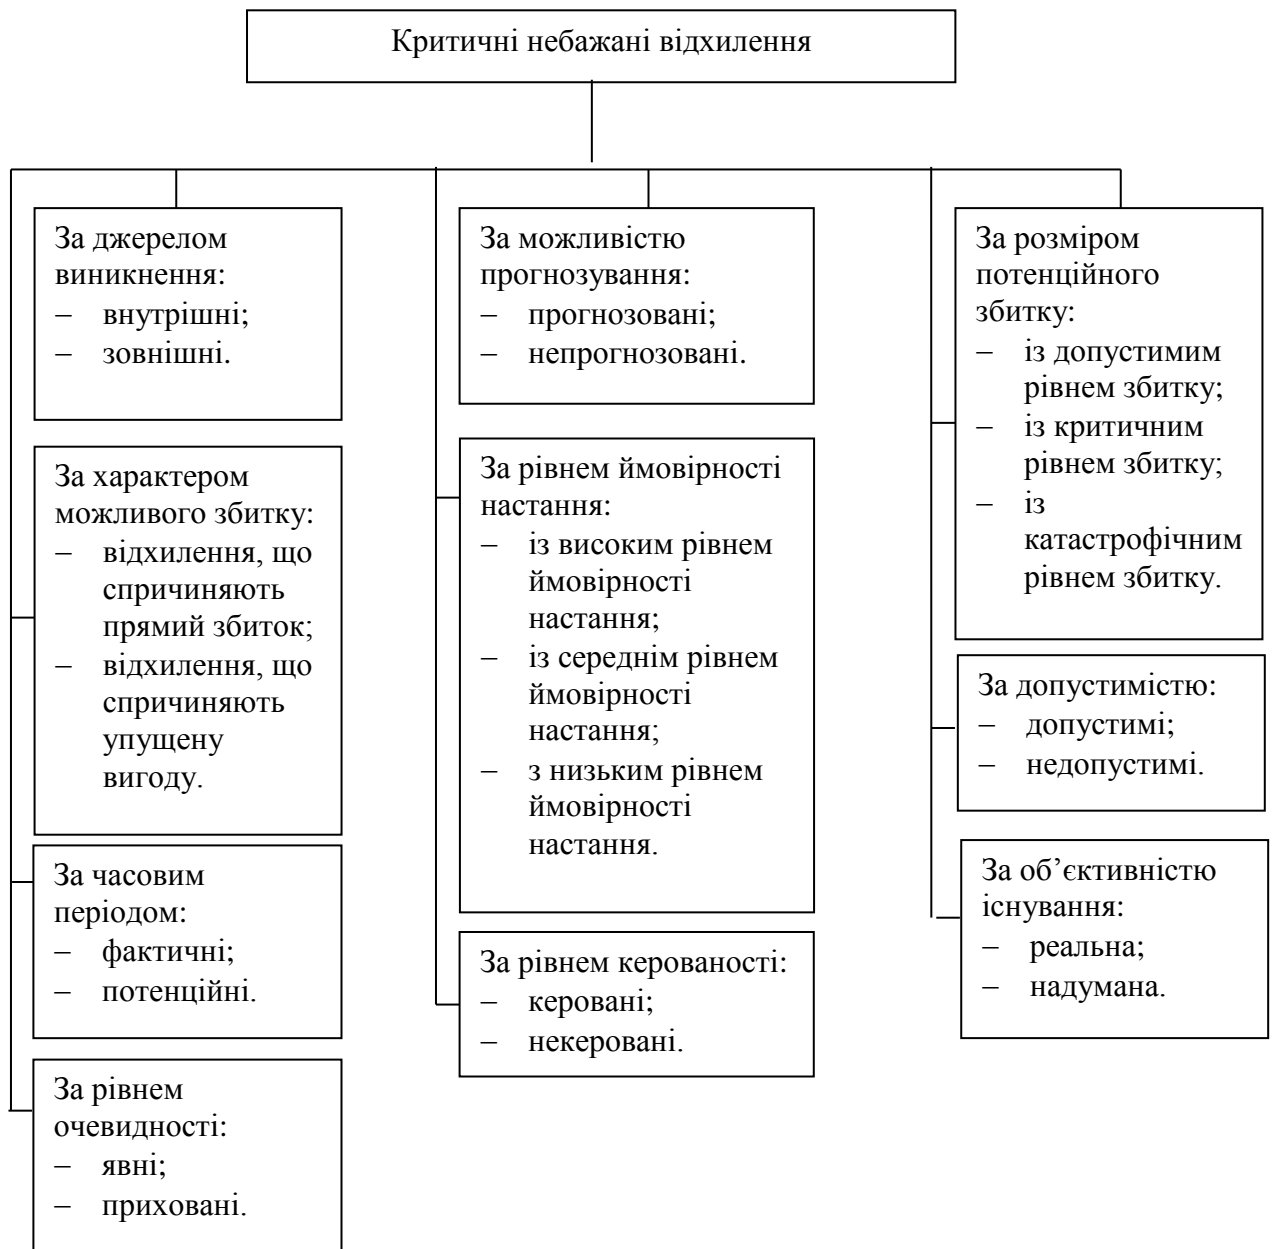 Критичні небажані відхилення
За джерелом
виникнення:
– внутрішні;
– зовнішні.
За характером
можливого збитку:
– відхилення, що
спричиняють
прямий збиток;
– відхилення, що
спричиняють
упущену
вигоду.
За часовим
періодом:
– фактичні;
– потенційні.
За рівнем
очевидності:
– явні;
– приховані.
За можливістю
прогнозування:
– прогнозовані;
– непрогнозовані.
За рівнем ймовірності
настання:
– із високим рівнем
ймовірності
настання;
– із середнім рівнем
ймовірності
настання;
– з низьким рівнем
ймовірності
настання.
За рівнем керованості:
– керовані;
– некеровані.
За розміром
потенційного
збитку:
– із допустимим
рівнем збитку;
– із критичним
рівнем збитку;
– із
катастрофічним
рівнем збитку.
За допустимістю:
– допустимі;
– недопустимі.
За об’єктивністю
існування:
– реальна;
– надумана.